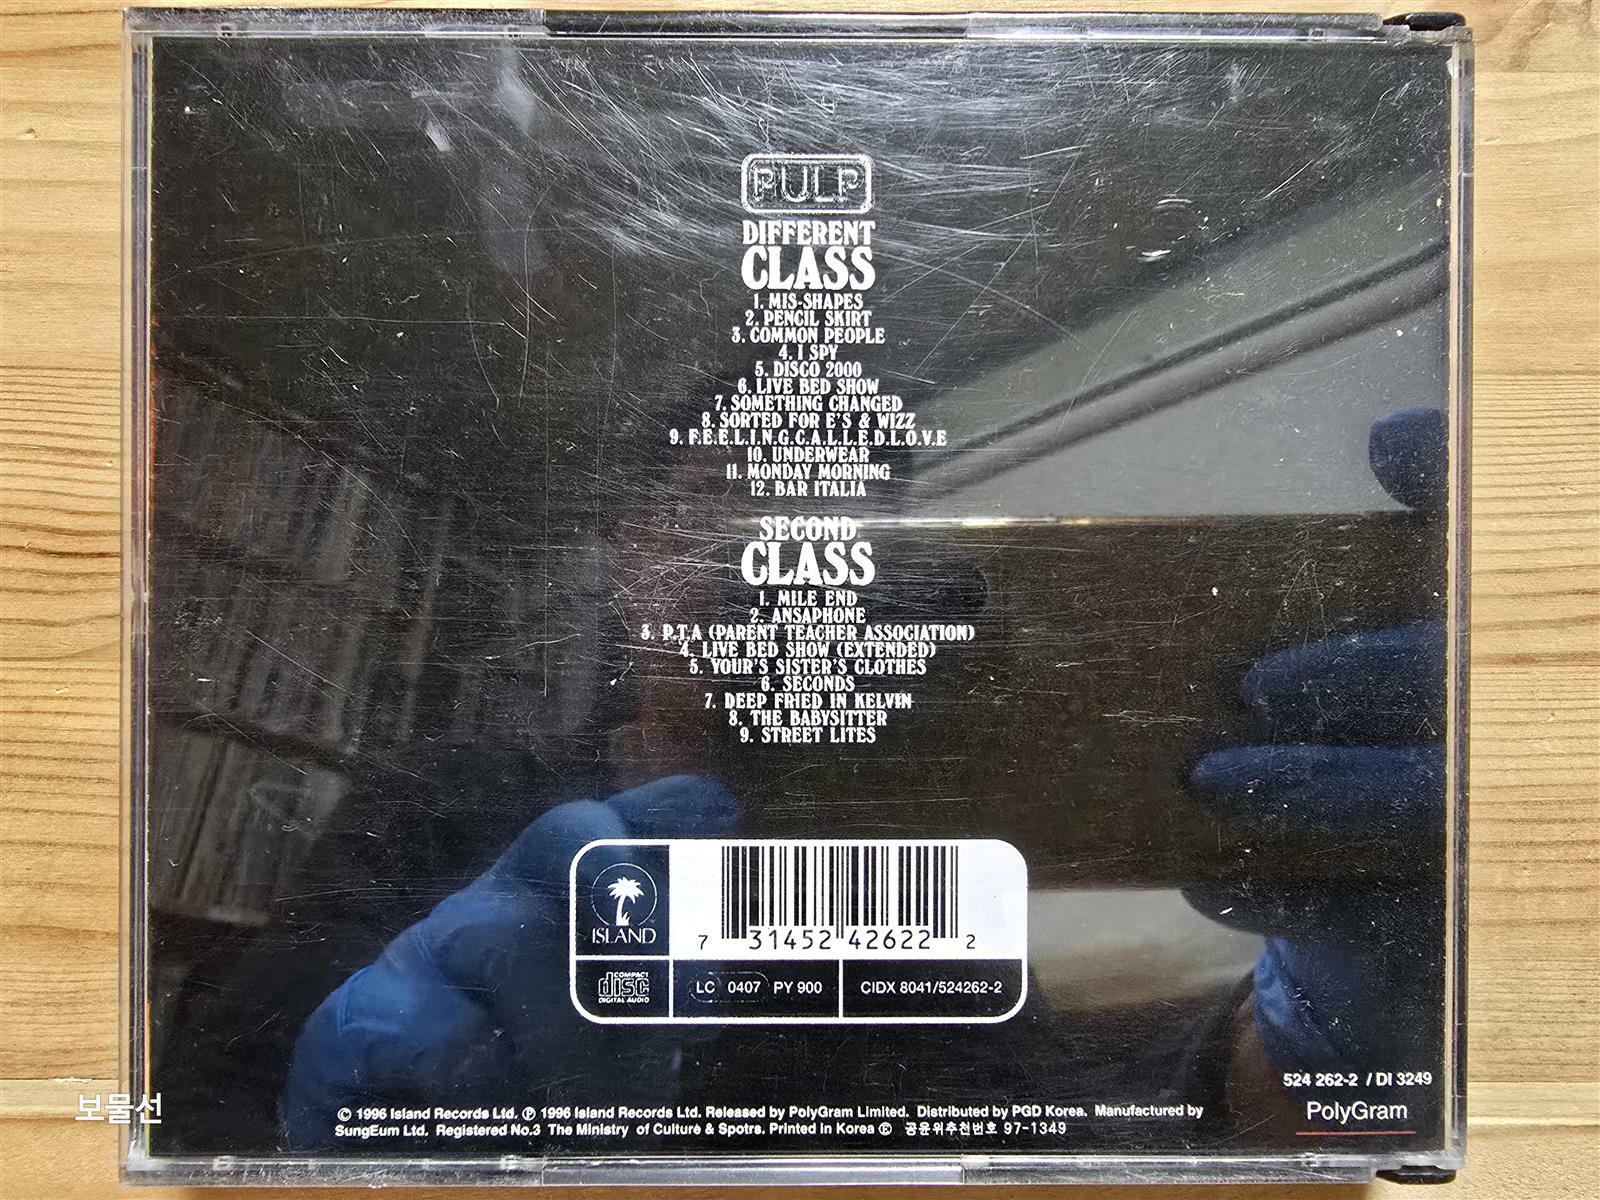 PULP
DIFFERENT
CLASS
1. MIS-SHAPES
2. PENCIL SKIRT
3. COMMON PEOPLE
4. I SPY
5. DISCO 2000
6. LIVE BED SHOW
7. SOMETHING CHANGED
8. SORTED FOR E'S & WIZZ
9. F.E.E.L.I.N.G.C.A.L.L.E.D.L.O.V.E
10. UNDERWEAR
11. MONDAY MORNING
12. BAR ITALIA
SECOND
CLASS
1. MILE END
2. ANSAPHONE
3. P.T.A (PARENT TEACHER ASSOCIATION)
4. LIVE BED SHOW (EXTENDED)
5. YOUR'S SISTER'S CLOTHES
6. SECONDS
7. DEEP FRIED IN KELVIN
8. THE BABYSITTER
9. STREET LITES
ISLAND
7 31452 42622 2
COMPACT
disc
DIGITAL AUDIO
LC 0407 PY 900
CIDX 8041/524262-2
524 262-2 / DI 3249
PolyGram
© 1996 Island Records Ltd. ℗ 1996 Island Records Ltd. Released by PolyGram Limited. Distributed by PGD Korea. Manufactured by
SungEum Ltd. Registered No.3 The Ministry of Culture & Spotrs. Printed in Korea Ⓔ 공윤위추천번호 97-1349
보물선